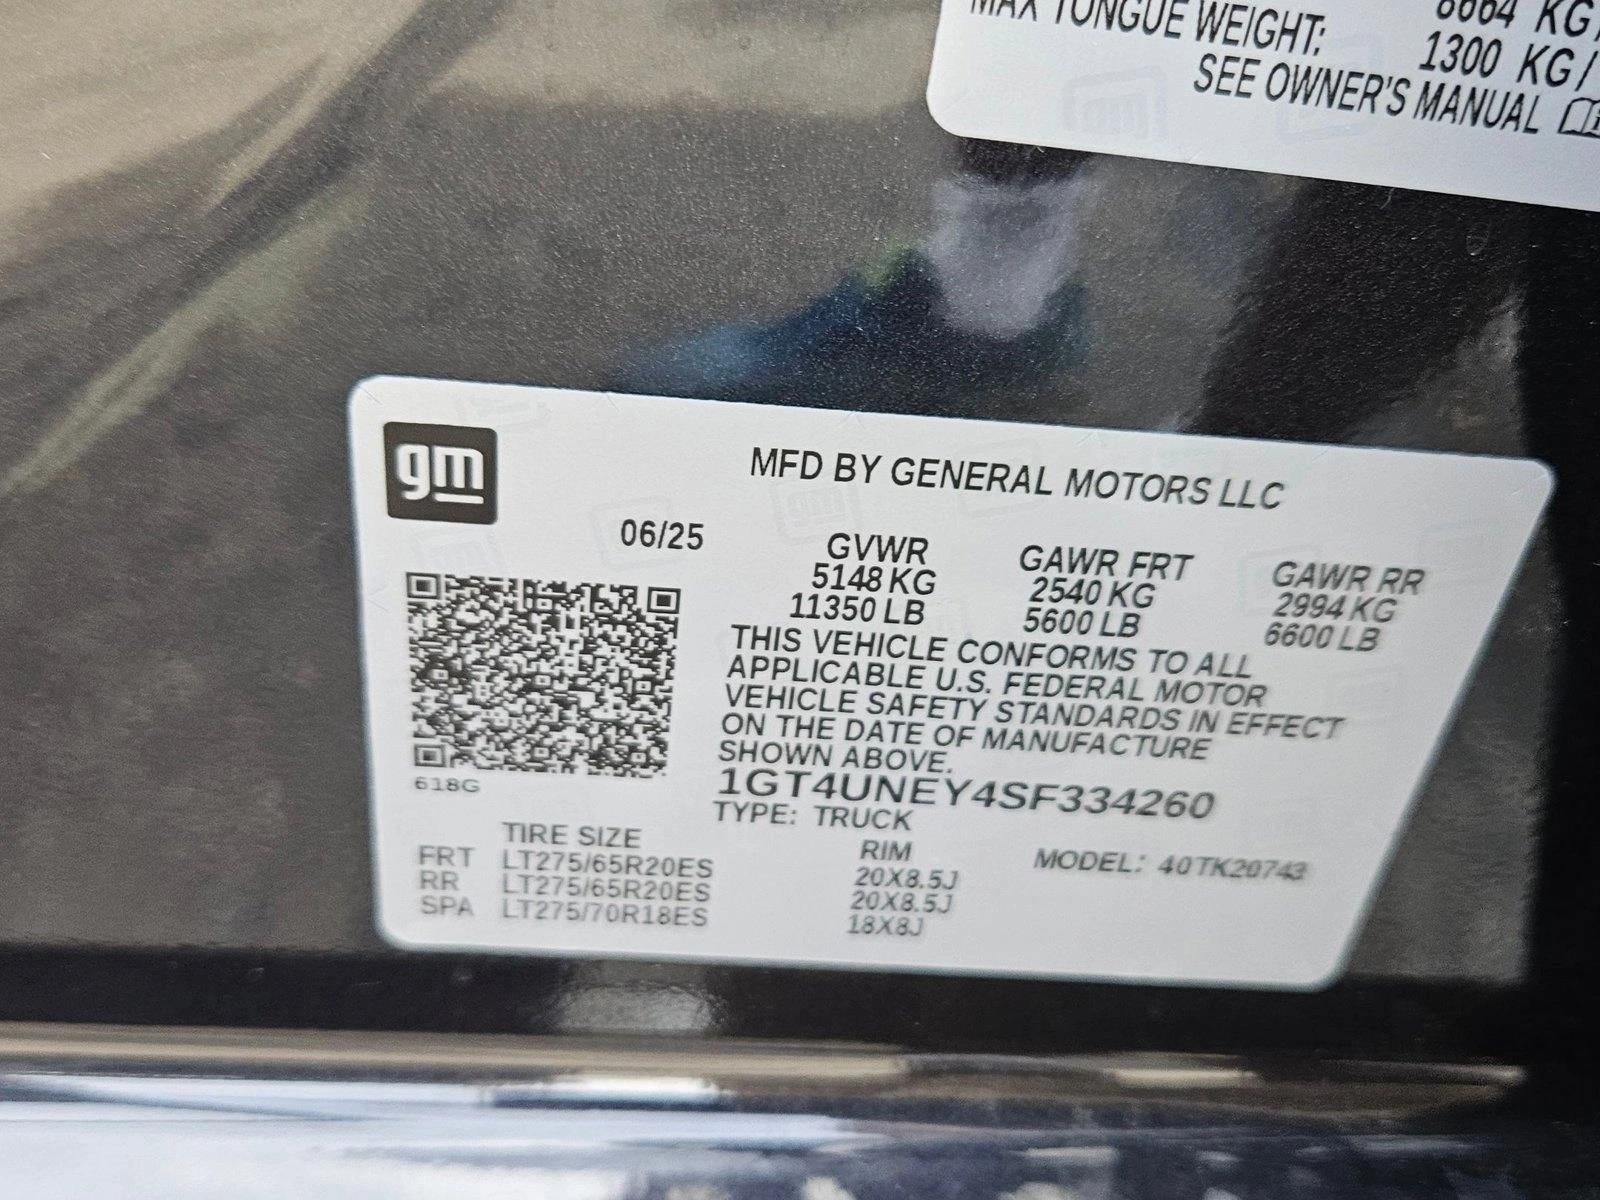 MAX TONGUE WEIGHT: 1300 KG/
SEE OWNER'S MANUAL
gm
MFD BY GENERAL MOTORS LLC
06/25
GVWR GAWR FRT GAWR RR
5148 KG 2540 KG 2994 KG
11350 LB 5600 LB 6600 LB
THIS VEHICLE CONFORMS TO ALL
APPLICABLE U.S. FEDERAL MOTOR
VEHICLE SAFETY STANDARDS IN EFFECT
ON THE DATE OF MANUFACTURE
SHOWN ABOVE.
1GT4UNEY4SF334260
618G
TYPE: TRUCK
TIRE SIZE RIM MODEL: 40TK20743
FRT LT275/65R20ES 20X8.5J
RR LT275/65R20ES 20X8.5J
SPA LT275/70R18ES 18X8J